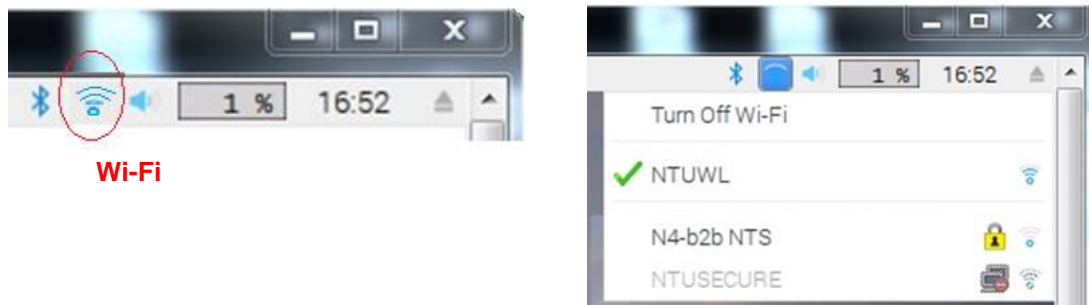 1 % 16:52
Wi-Fi
1 % 16:52
Turn Off Wi-Fi
NTUWL
N4-b2b NTS
NTUSECURE